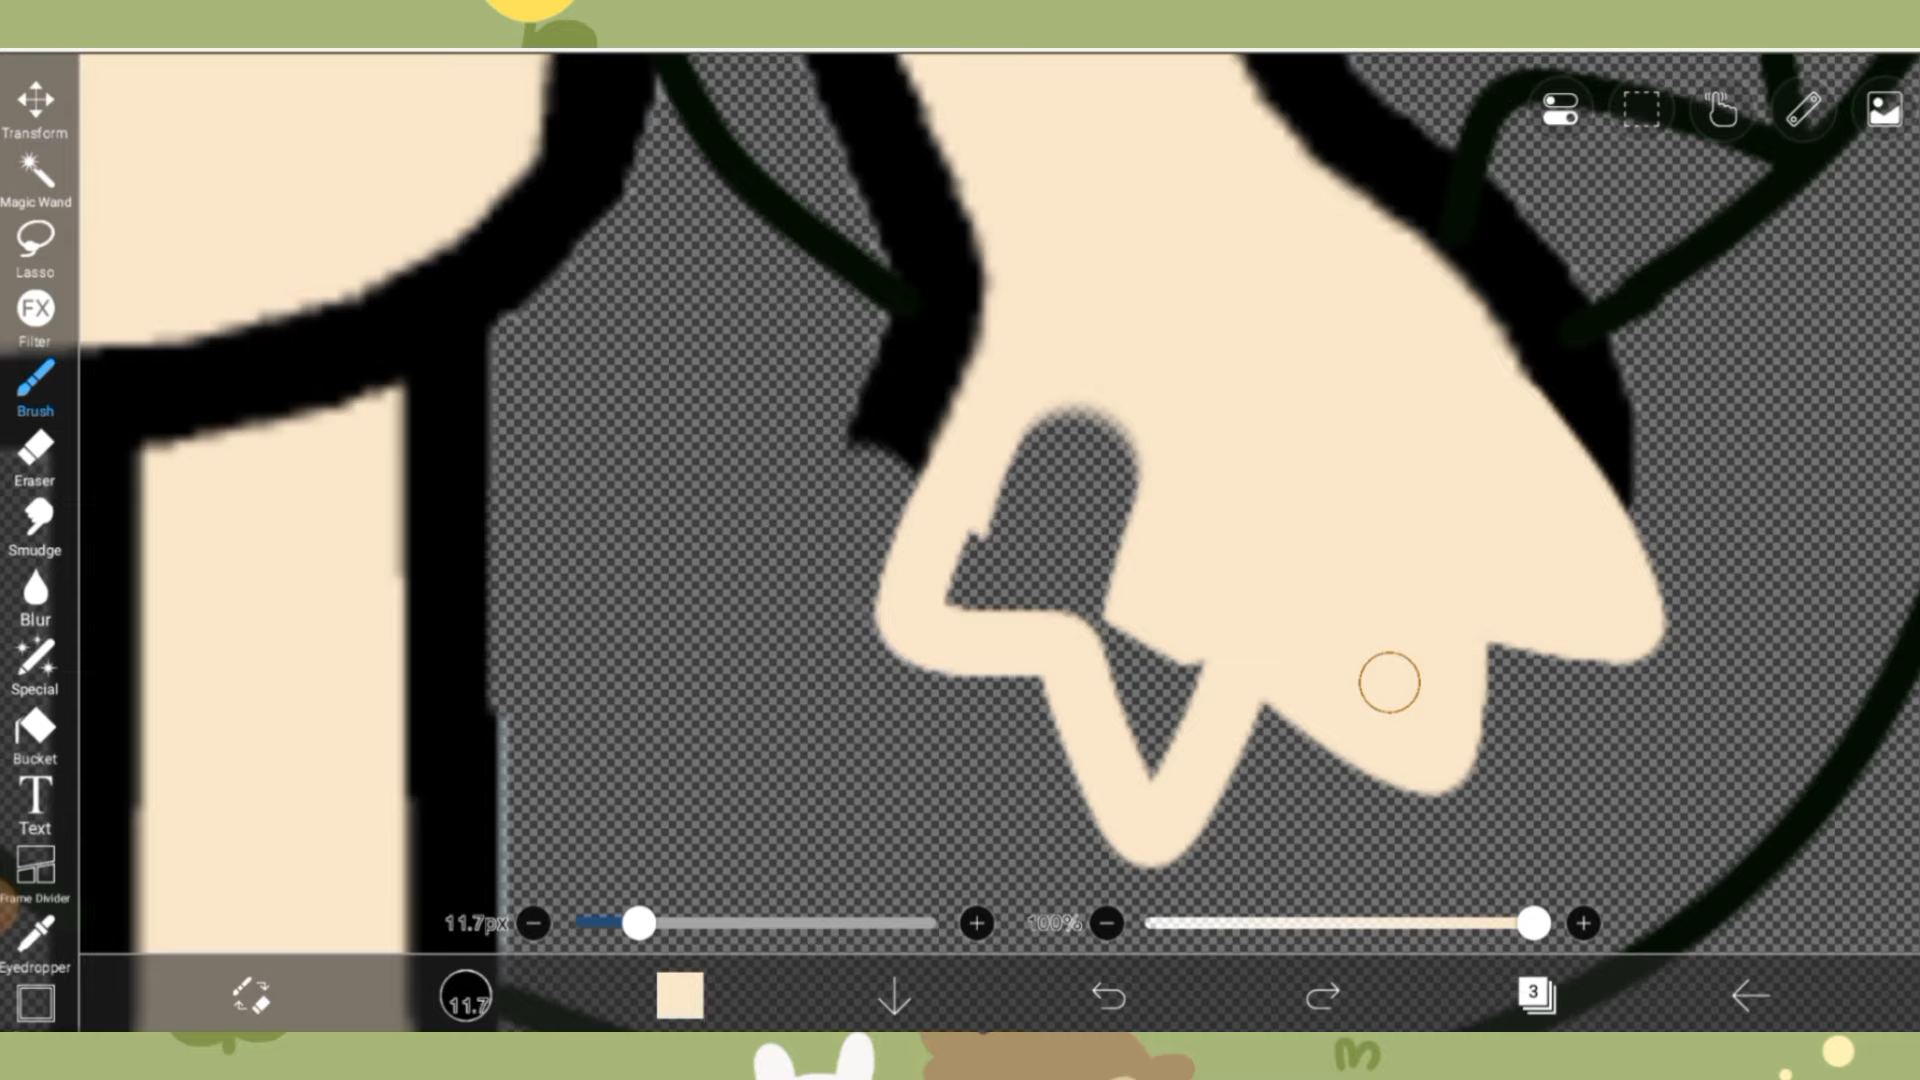 Transform
Magic Wand
Lasso
FX
Filter
Brush
Eraser
Smudge
Blur
Special
Bucket
T
Text
Frame Divider
Eyedropper
11.7px
100%
11.7
3
m